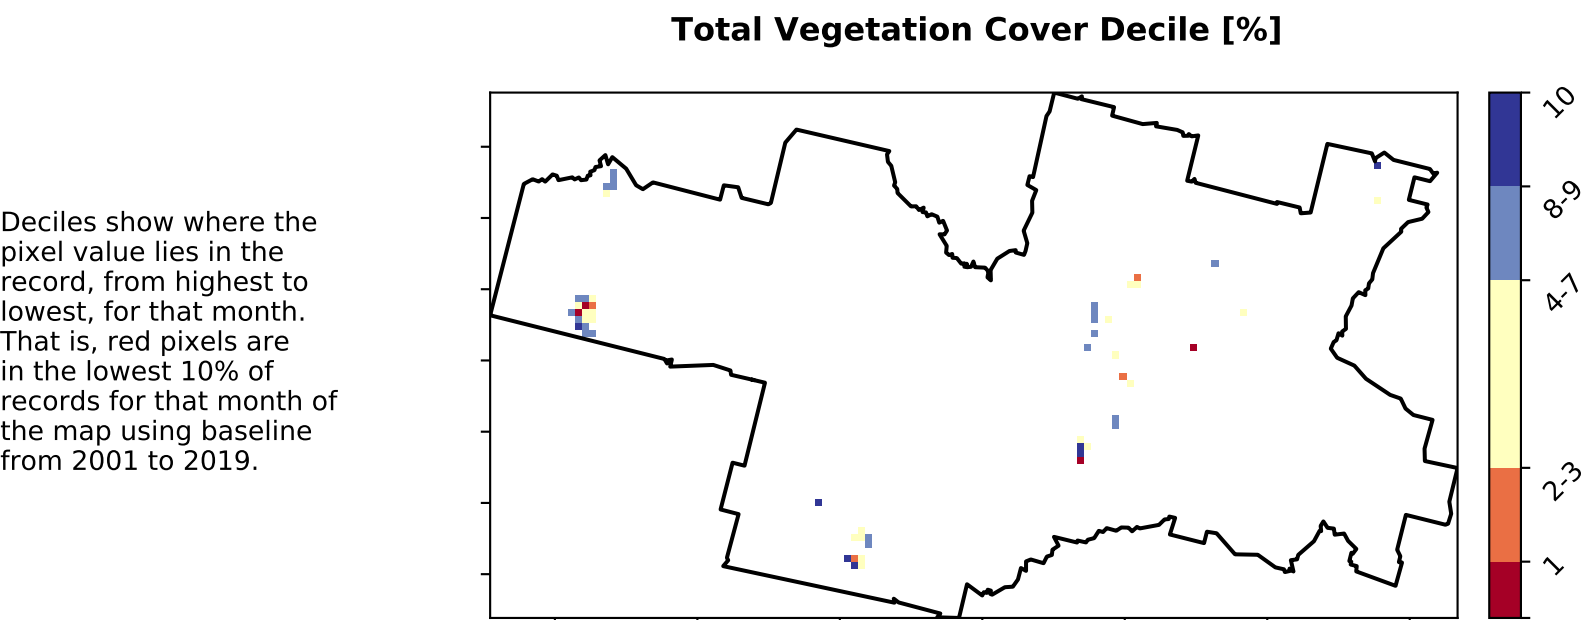 Total Vegetation Cover Decile [%]
Deciles show where the
pixel value lies in the
record, from highest to
lowest, for that month.
That is, red pixels are
in the lowest 10% of
records for that month of
the map using baseline
from 2001 to 2019.
10
8-9
4-7
2-3
1